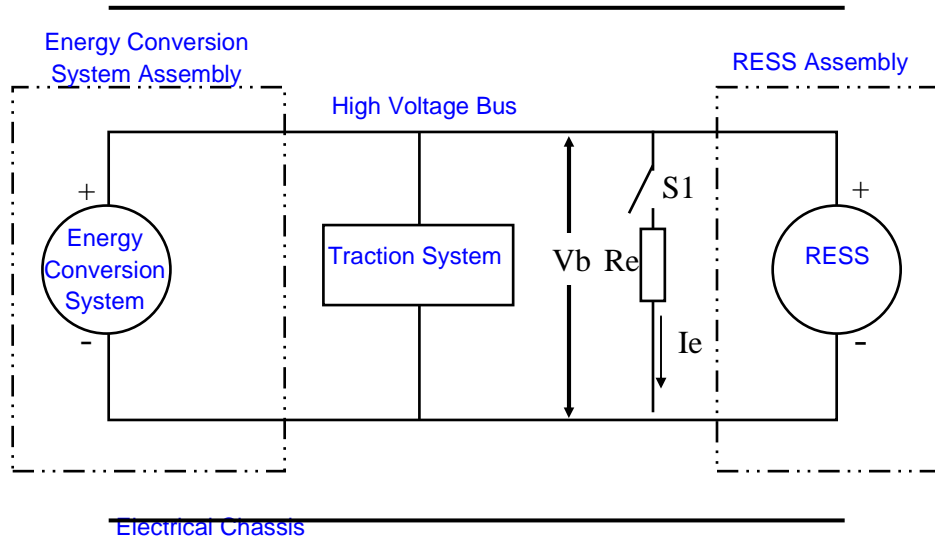 Energy Conversion
System Assembly
RESS Assembly
High Voltage Bus
+
Energy
Conversion
System
-
Traction System
Vb
S1
Re
Ie
+
RESS
-
Electrical Chassis